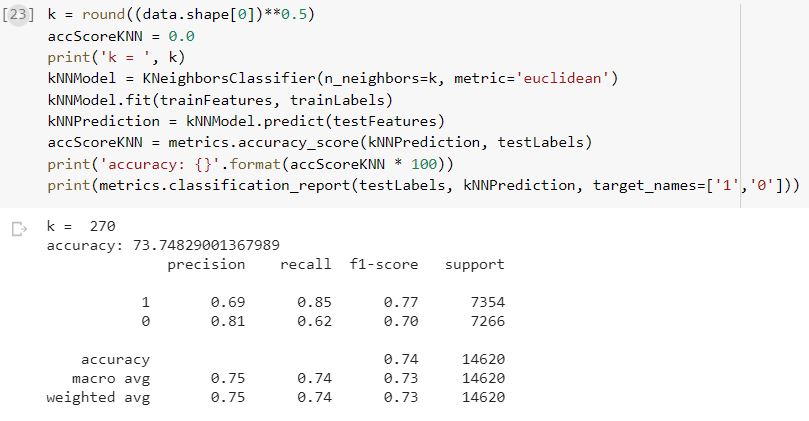 [23] k = round((data.shape[0])**0.5)
accScoreKNN = 0.0
print('k = ', k)
kNNModel = KNeighborsClassifier(n_neighbors=k, metric='euclidean')
kNNModel.fit(trainFeatures, trainLabels)
kNNPrediction = kNNModel.predict(testFeatures)
accScoreKNN = metrics.accuracy_score(kNNPrediction, testLabels)
print('accuracy: {}'.format(accScoreKNN * 100))
print(metrics.classification_report(testLabels, kNNPrediction, target_names=['1','0']))
k =  270
accuracy: 73.74829001367989
precision recall f1-score support
1 0.69 0.85 0.77 7354
0 0.81 0.62 0.70 7266
accuracy 0.74 14620
macro avg 0.75 0.74 0.73 14620
weighted avg 0.75 0.74 0.73 14620